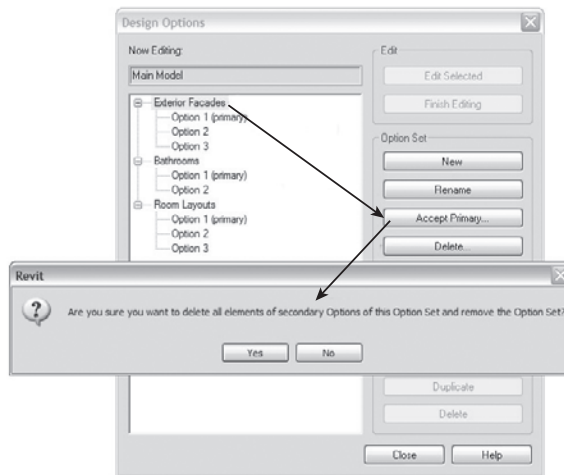 Design Options
Now Editing:
Main Model
Exterior Facades
Option 1 (primary)
Option 2
Option 3
Bathrooms
Option 1 (primary)
Option 2
Room Layouts
Option 1 (primary)
Option 2
Option 3
Edit
Edit Selected
Finish Editing
Option Set
New
Rename
Accept Primary...
Delete...
Revit
Are you sure you want to delete all elements of secondary Options of this Option Set and remove the Option Set?
Yes
No
Duplicate
Delete
Close
Help